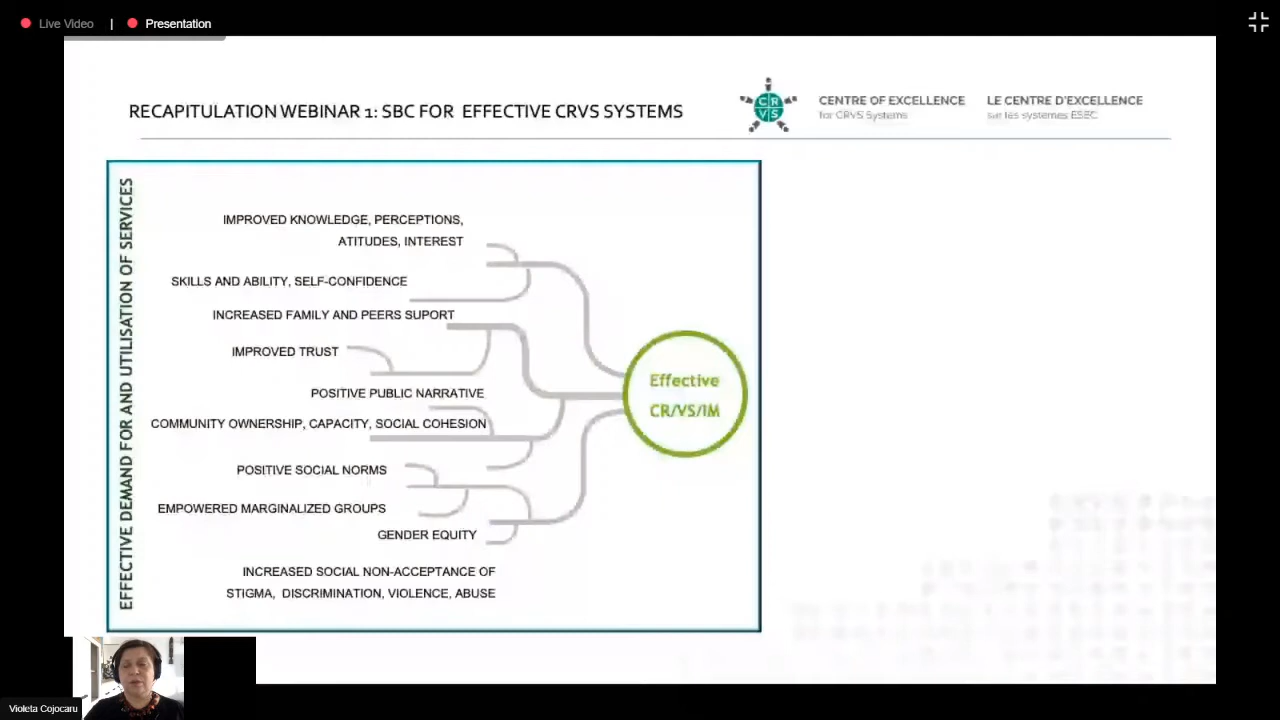 Live Video | Presentation
RECAPITULATION WEBINAR 1: SBC FOR EFFECTIVE CRVS SYSTEMS
CR
VS
CENTRE OF EXCELLENCE
for CRVS Systems
LE CENTRE D'EXCELLENCE
sur les systèmes ESEC
EFFECTIVE DEMAND FOR AND UTILISATION OF SERVICES
IMPROVED KNOWLEDGE, PERCEPTIONS,
ATITUDES, INTEREST
SKILLS AND ABILITY, SELF-CONFIDENCE
INCREASED FAMILY AND PEERS SUPORT
IMPROVED TRUST
POSITIVE PUBLIC NARRATIVE
COMMUNITY OWNERSHIP, CAPACITY, SOCIAL COHESION
POSITIVE SOCIAL NORMS
EMPOWERED MARGINALIZED GROUPS
GENDER EQUITY
INCREASED SOCIAL NON-ACCEPTANCE OF
STIGMA, DISCRIMINATION, VIOLENCE, ABUSE
Effective
CR/VS/IM
Violeta Cojocaru